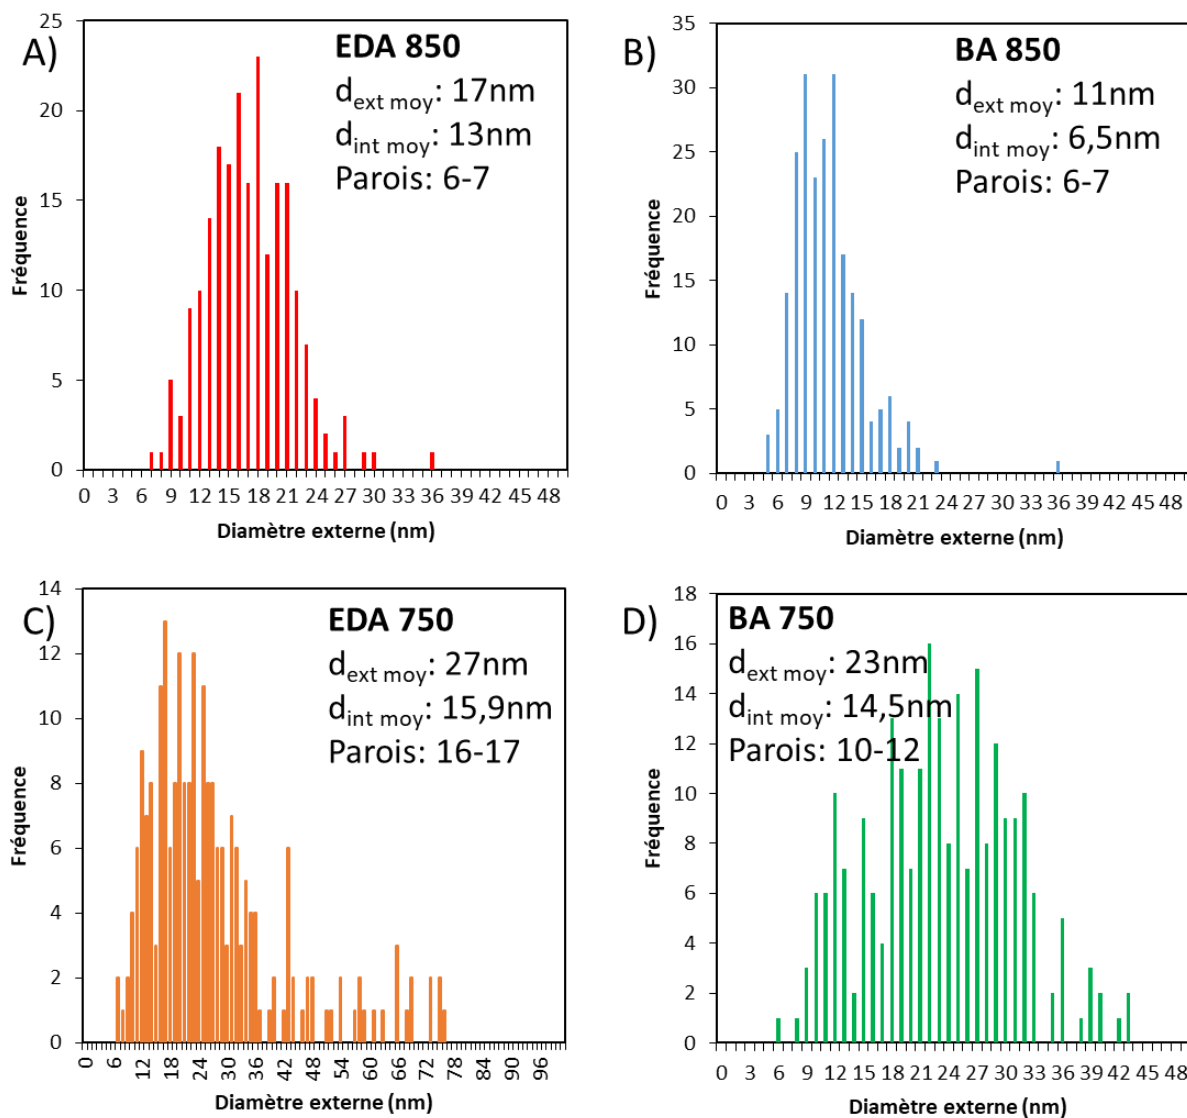 A)
EDA 850
d_ext moy: 17nm
d_int moy: 13nm
Parois: 6-7
Fréquence
25
20
15
10
5
0
0 3 6 9 12 15 18 21 24 27 30 33 36 39 42 45 48
Diamètre externe (nm)
B)
BA 850
d_ext moy: 11nm
d_int moy: 6,5nm
Parois: 6-7
Fréquence
35
30
25
20
15
10
5
0
0 3 6 9 12 15 18 21 24 27 30 33 36 39 42 45 48
Diamètre externe (nm)
C)
EDA 750
d_ext moy: 27nm
d_int moy: 15,9nm
Parois: 16-17
Fréquence
14
12
10
8
6
4
2
0
0 6 12 18 24 30 36 42 48 54 60 66 72 78 84 90 96
Diamètre externe (nm)
D)
BA 750
d_ext moy: 23nm
d_int moy: 14,5nm
Parois: 10-12
Fréquence
18
16
14
12
10
8
6
4
2
0
0 3 6 9 12 15 18 21 24 27 30 33 36 39 42 45 48
Diamètre externe (nm)